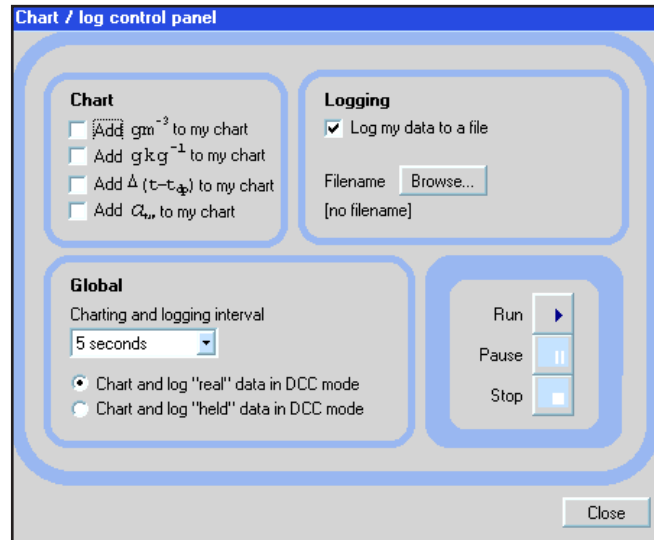 Chart / log control panel
Chart
Add gm⁻³ to my chart
Add gkg⁻¹ to my chart
Add Δ(t-t_dp) to my chart
Add a_w to my chart
Logging
Log my data to a file
Filename Browse...
[no filename]
Global
Charting and logging interval
5 seconds
Chart and log "real" data in DCC mode
Chart and log "held" data in DCC mode
Run
Pause
Stop
Close